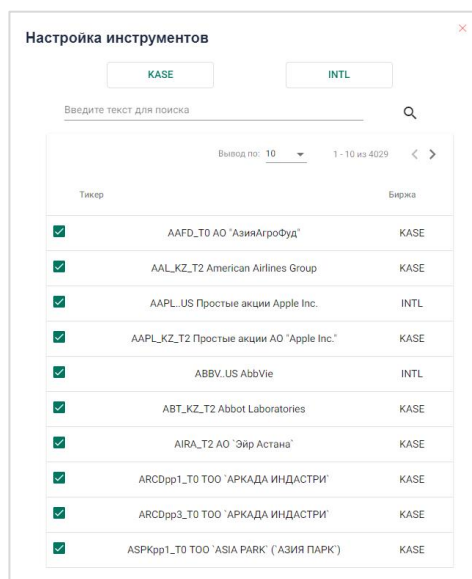 Настройка инструментов
KASE INTL
Введите текст для поиска
Вывод по: 10 1 - 10 из 4029
Тикер Биржа
AAFD_T0 АО "АзияАгроФуд" KASE
AAL_KZ_T2 American Airlines Group KASE
AAPL..US Простые акции Apple Inc. INTL
AAPL_KZ_T2 Простые акции АО "Apple Inc." KASE
ABBV..US AbbVie INTL
ABT_KZ_T2 Abbot Laboratories KASE
AIRA_T2 АО `Эйр Астана` KASE
ARCDpp1_T0 ТОО `АРКАДА ИНДАСТРИ` KASE
ARCDpp3_T0 ТОО `АРКАДА ИНДАСТРИ` KASE
ASPKpp1_T0 ТОО `ASIA PARK` (`АЗИЯ ПАРК`) KASE